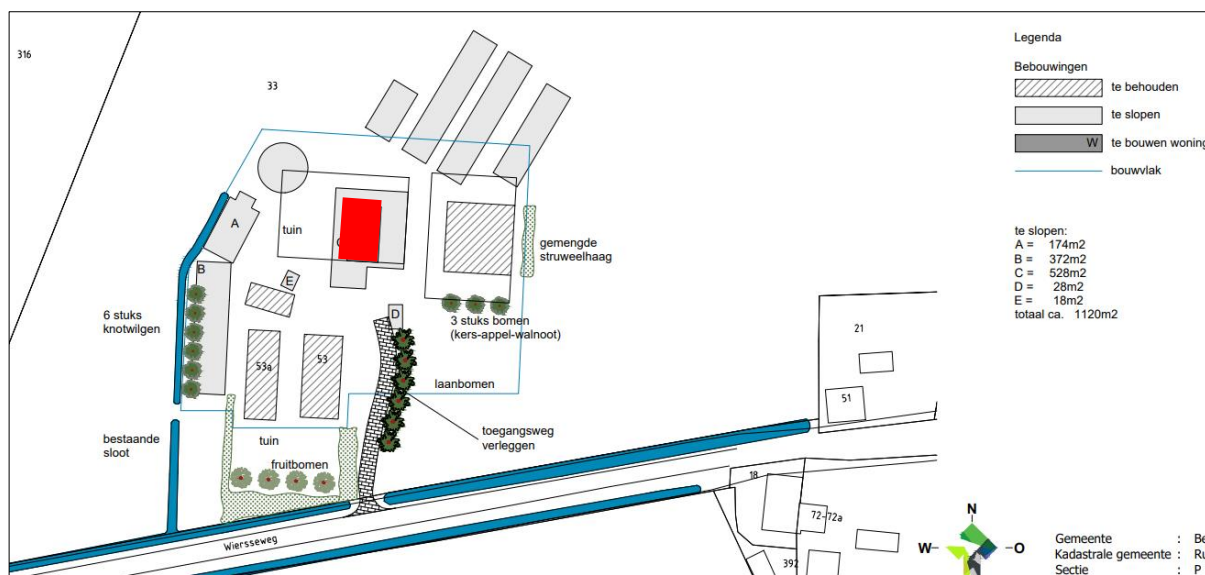 316
33
Legenda
Bebouwingen
te behouden
te slopen
W
te bouwen woning
bouwvlak
te slopen:
A = 174m2
B = 372m2
C = 528m2
D = 28m2
E = 18m2
totaal ca. 1120m2
A
tuin
gemengde
struweelhaag
B
E
6 stuks
knotwilgen
D
3 stuks bomen
(kers-appel-walnoot)
21
53a
53
laanbomen
51
toegangsweg
verleggen
bestaande
sloot
tuin
fruitbomen
18
72-72a
Wiersseweg
392
N
W
O
Gemeente : Be
Kadastrale gemeente : Ru
Sectie : P